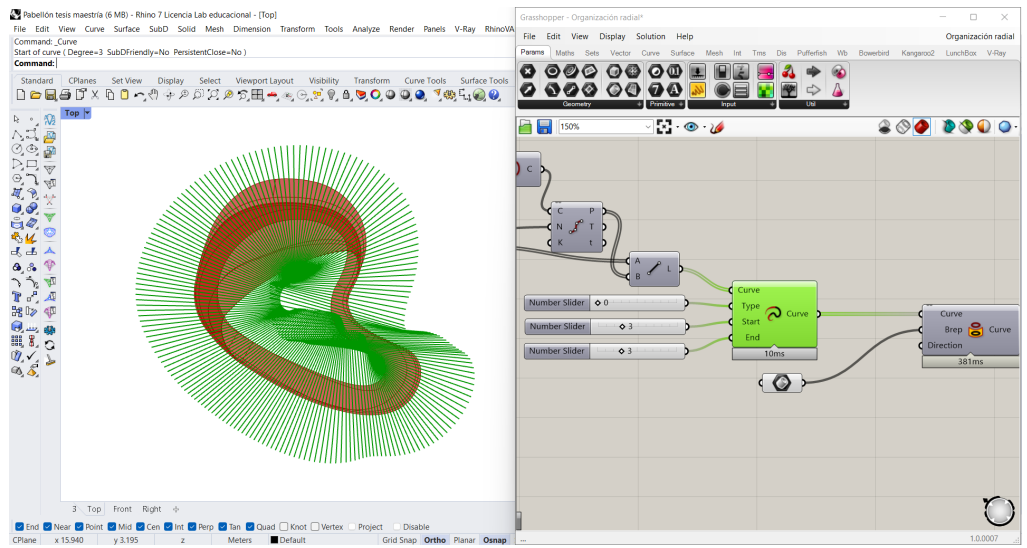 Pabellón tesis maestría (6 MB) - Rhino 7 Licencia Lab educacional - [Top]
File Edit View Curve Surface SubD Solid Mesh Dimension Transform Tools Analyze Render Panels V-Ray RhinoVA
Command: _Curve
Start of curve ( Degree=3 SubDFriendly=No PersistentClose=No )
Command:
Standard CPlanes Set View Display Select Viewport Layout Visibility Transform Curve Tools Surface Tools
Top
3 Top Front Right
End Near Point Mid Cen Int Perp Tan Quad Knot Vertex Project Disable
CPlane x 15.940 y 3.195 z Meters Default Grid Snap Ortho Planar Osnap
Grasshopper - Organización radial*
File Edit View Display Solution Help Organización radial
Params Maths Sets Vector Curve Surface Mesh Int Trns Dis Pufferfish Wb Bowerbird Kangaroo2 LunchBox V-Ray
Geometry Primitive Input Util
150%
C
C P
N T
K t
A
B L
Number Slider 0
Number Slider 3
Number Slider 3
Curve
Type
Start
End
Curve
10ms
Curve
Brep
Direction
Curve
381ms
... 1.0.0007